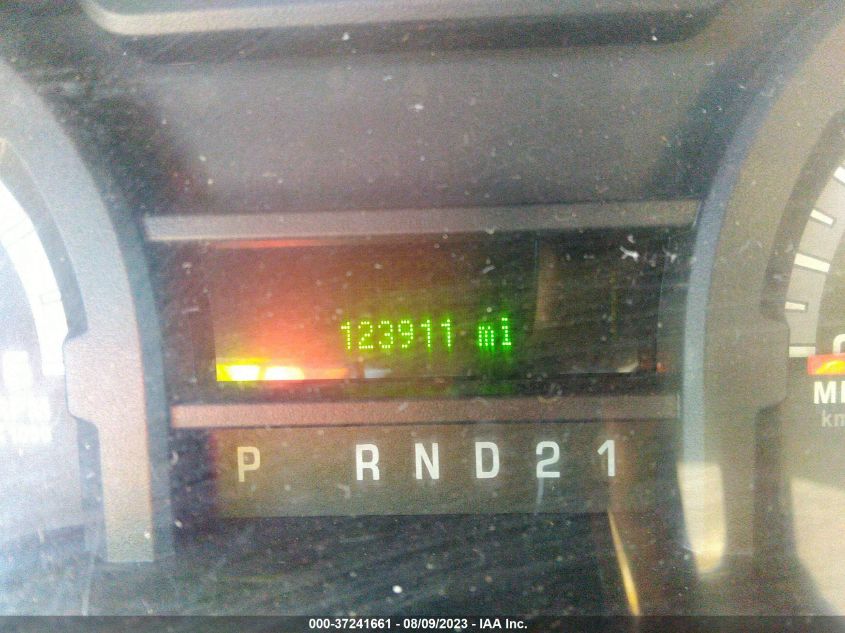 123911 mi
P R N D 2 1
000-37241661 - 08/09/2023 - IAA Inc.